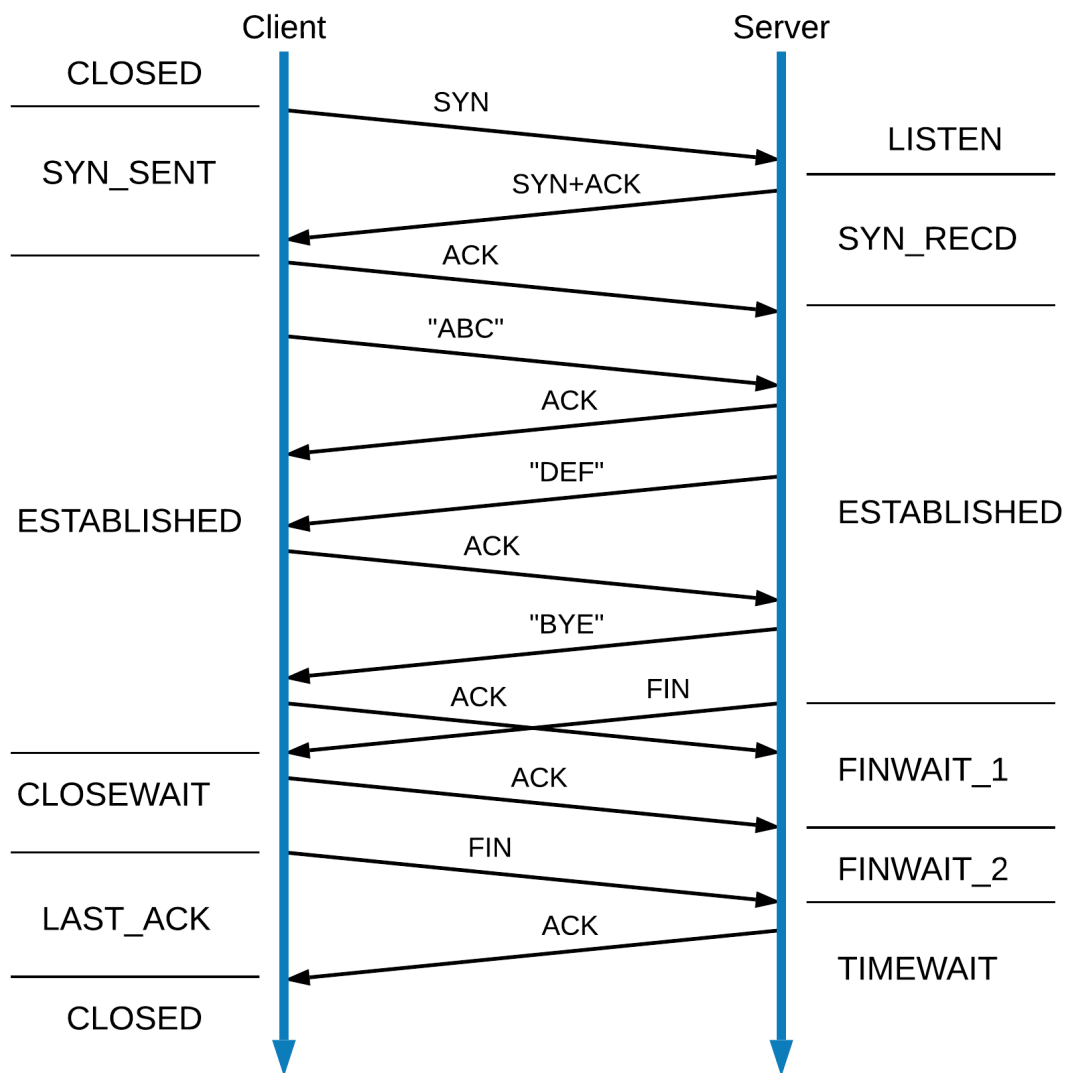 Client
Server
CLOSED
SYN
LISTEN
SYN_SENT
SYN+ACK
SYN_RECD
ACK
"ABC"
ACK
"DEF"
ESTABLISHED
ESTABLISHED
ACK
"BYE"
ACK
FIN
FINWAIT_1
ACK
CLOSEWAIT
FIN
FINWAIT_2
LAST_ACK
ACK
TIMEWAIT
CLOSED